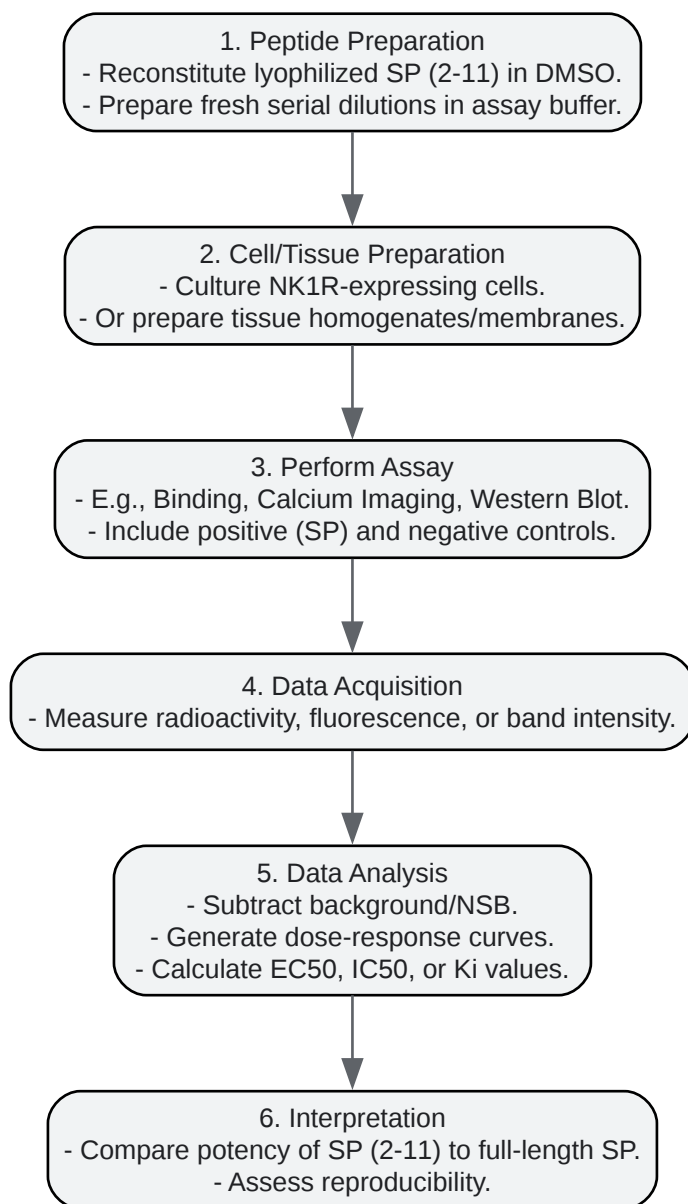 1. Peptide Preparation
- Reconstitute lyophilized SP (2-11) in DMSO.
- Prepare fresh serial dilutions in assay buffer.
2. Cell/Tissue Preparation
- Culture NK1R-expressing cells.
- Or prepare tissue homogenates/membranes.
3. Perform Assay
- E.g., Binding, Calcium Imaging, Western Blot.
- Include positive (SP) and negative controls.
4. Data Acquisition
- Measure radioactivity, fluorescence, or band intensity.
5. Data Analysis
- Subtract background/NSB.
- Generate dose-response curves.
- Calculate EC50, IC50, or Ki values.
6. Interpretation
- Compare potency of SP (2-11) to full-length SP.
- Assess reproducibility.